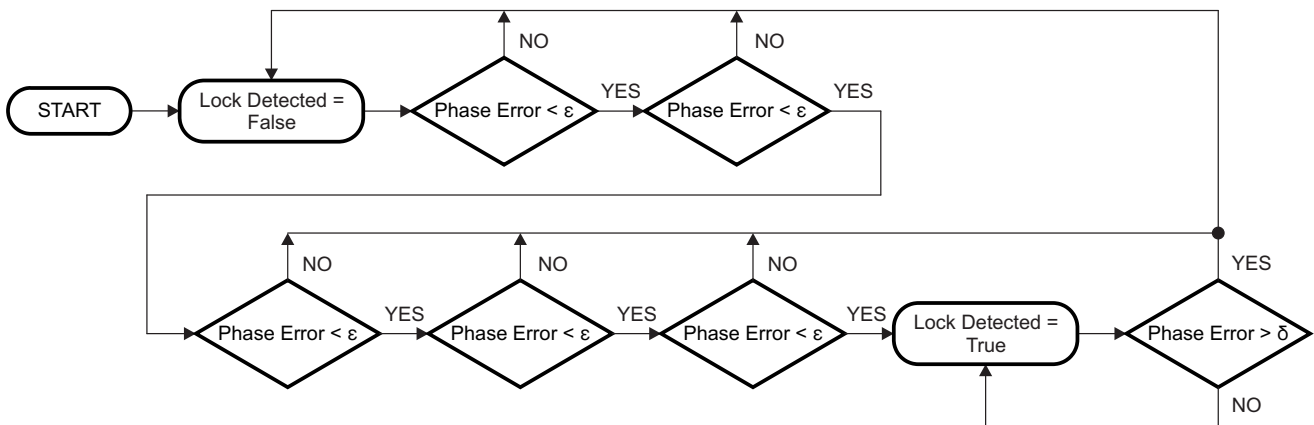 NO
NO
START
Lock Detected =
False
Phase Error < ε
YES
Phase Error < ε
YES
NO
NO
NO
YES
Phase Error < ε
YES
Phase Error < ε
YES
Phase Error < ε
YES
Lock Detected =
True
Phase Error > δ
NO